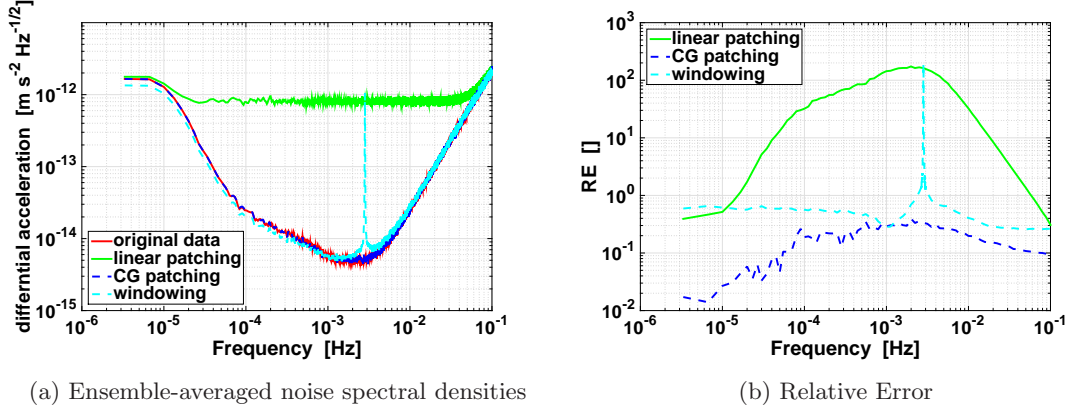 differntial acceleration [m s-2 Hz-1/2]
10-12
10-13
10-14
10-15
original data
linear patching
CG patching
windowing
10-6
10-5
10-4
10-3
10-2
10-1
Frequency [Hz]
(a) Ensemble-averaged noise spectral densities
RE []
103
102
101
100
10-1
10-2
linear patching
CG patching
windowing
10-6
10-5
10-4
10-3
10-2
10-1
Frequency [Hz]
(b) Relative Error